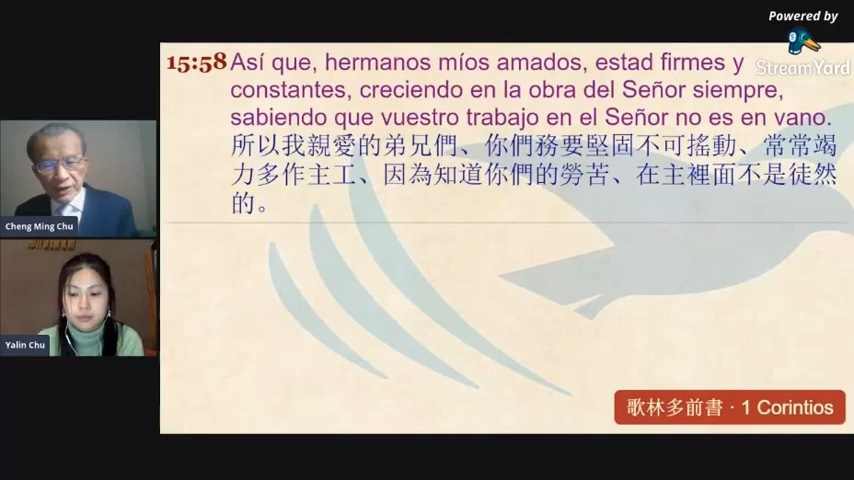 Powered by
StreamYard
15:58 Así que, hermanos míos amados, estad firmes y
constantes, creciendo en la obra del Señor siempre,
sabiendo que vuestro trabajo en el Señor no es en vano.
所以我親愛的弟兄們、你們務要堅固不可搖動、常常竭
力多作主工、因為知道你們的勞苦、在主裡面不是徒然
的。
Cheng Ming Chu
Yalin Chu
歌林多前書 · 1 Corintios